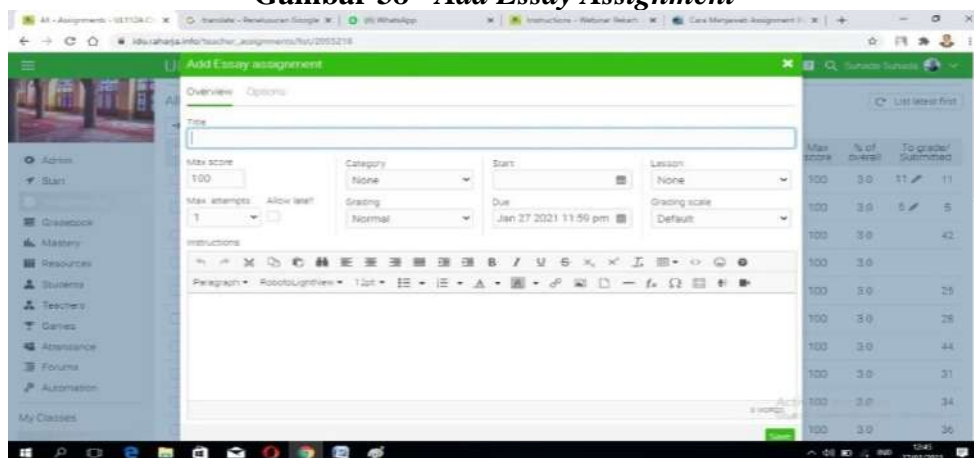 Gambar 38 Add Essay Assignment
Add Essay assignment
Overview Options
Title
Max score Category Start Lesson
100 None None
Max attempts Allow late? Grading Due Grading scale
1 Normal Jan 27 2021 11:59 pm Default
Instructions
Paragraph RobotoLightNew 12pt
0 words
Save
List latest first
Max score % of overall To grade/ Submitted
100 3.0 11 11
100 3.0 5 5
100 3.0 42
100 3.0
100 3.0 25
100 3.0 28
100 3.0 44
100 3.0 31
100 3.0 34
100 3.0 36
Admin
Start
Gradebook
Mastery
Resources
Students
Teachers
Games
Attendance
Forums
Automation
My Classes
12:45